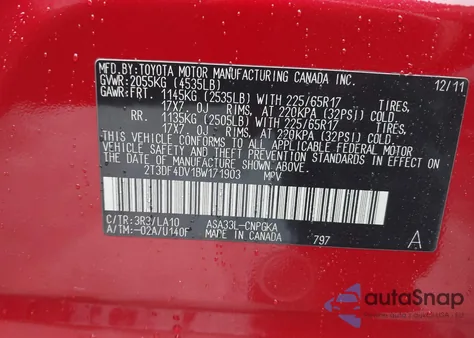 MFD.BY:TOYOTA MOTOR MANUFACTURING CANADA INC.
12/11
GVWR:2055KG (4535LB)
GAWR:FRT. 1145KG (2535LB) WITH 225/65R17 TIRES,
17X7.0J RIMS, AT 220KPA (32PSI) COLD
RR. 1135KG (2505LB) WITH 225/65R17 TIRES,
17X7.0J RIMS, AT 220KPA (32PSI) COLD
THIS VEHICLE CONFORMS TO ALL APPLICABLE FEDERAL
MOTOR VEHICLE SAFETY, BUMPER, AND THEFT
PREVENTION STANDARDS IN EFFECT ON THE DATE OF
MANUFACTURE SHOWN ABOVE.
2T3DF4DV1BW171903 MPV
C/TR:3R3/LA10 ASA33L-CNPGKA
A/TM:-02A/U140F MADE IN CANADA 797 A
autoSnap